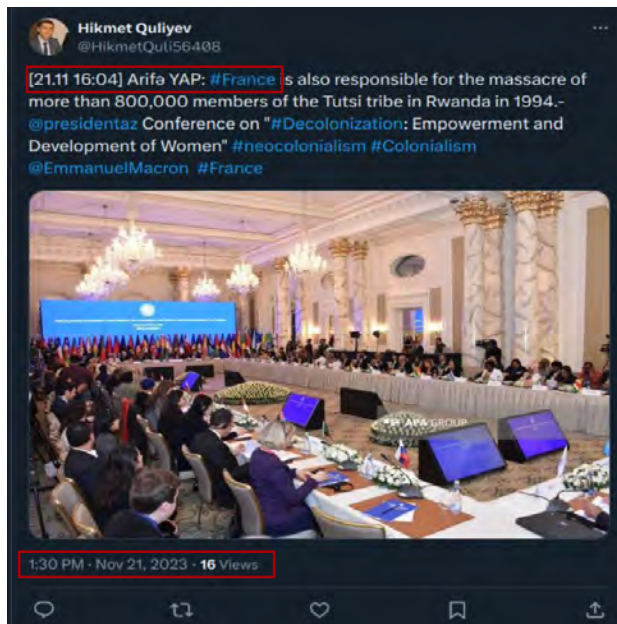 Hikmet Quliyev
@HikmetQuli56408
[21.11 16:04] Arifə YAP: #France is also responsible for the massacre of
more than 800,000 members of the Tutsi tribe in Rwanda in 1994.-
@presidentaz Conference on "#Decolonization: Empowerment and
Development of Women" #neocolonialism #Colonialism
@EmmanuelMacron #France
APA GROUP
1:30 PM · Nov 21, 2023 · 16 Views